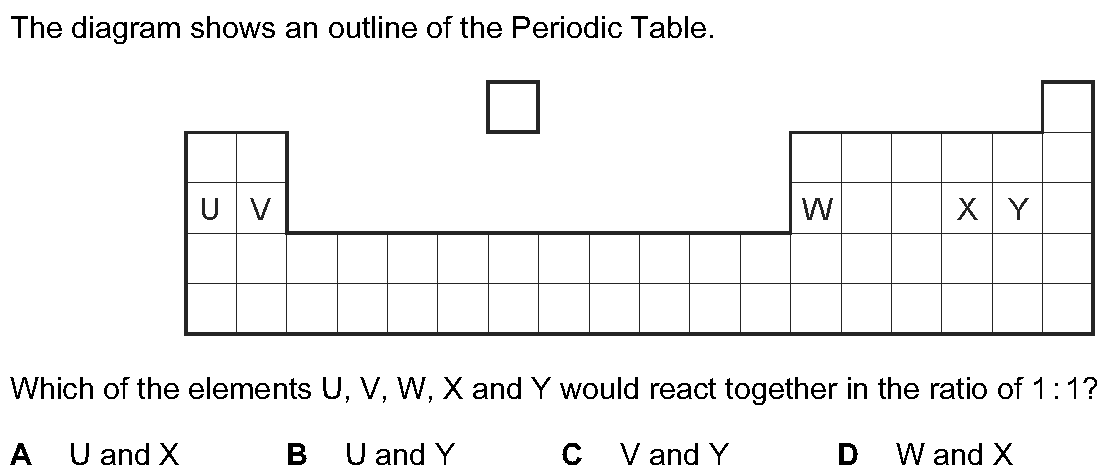 The diagram shows an outline of the Periodic Table.
U V W X Y
Which of the elements U, V, W, X and Y would react together in the ratio of 1 : 1?
A U and X B U and Y C V and Y D W and X